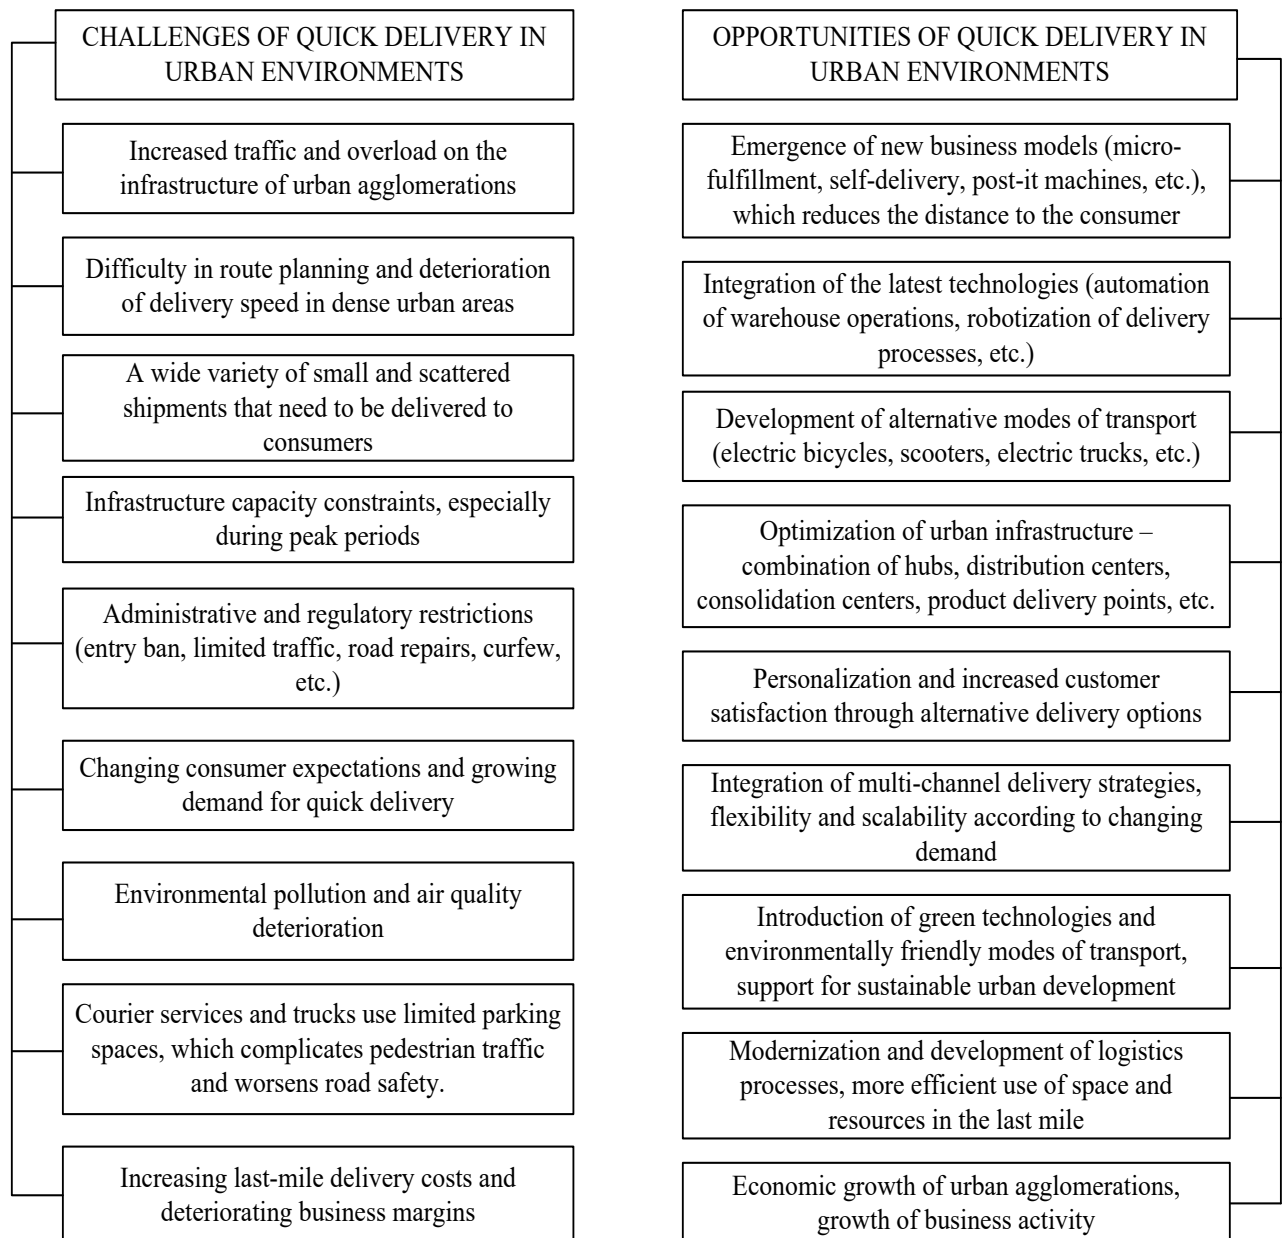 CHALLENGES OF QUICK DELIVERY IN
URBAN ENVIRONMENTS
Increased traffic and overload on the
infrastructure of urban agglomerations
Difficulty in route planning and deterioration
of delivery speed in dense urban areas
A wide variety of small and scattered
shipments that need to be delivered to
consumers
Infrastructure capacity constraints, especially
during peak periods
Administrative and regulatory restrictions
(entry ban, limited traffic, road repairs, curfew,
etc.)
Changing consumer expectations and growing
demand for quick delivery
Environmental pollution and air quality
deterioration
Courier services and trucks use limited parking
spaces, which complicates pedestrian traffic
and worsens road safety.
Increasing last-mile delivery costs and
deteriorating business margins
OPPORTUNITIES OF QUICK DELIVERY IN
URBAN ENVIRONMENTS
Emergence of new business models (micro-
fulfillment, self-delivery, post-it machines, etc.),
which reduces the distance to the consumer
Integration of the latest technologies (automation
of warehouse operations, robotization of delivery
processes, etc.)
Development of alternative modes of transport
(electric bicycles, scooters, electric trucks, etc.)
Optimization of urban infrastructure –
combination of hubs, distribution centers,
consolidation centers, product delivery points, etc.
Personalization and increased customer
satisfaction through alternative delivery options
Integration of multi-channel delivery strategies,
flexibility and scalability according to changing
demand
Introduction of green technologies and
environmentally friendly modes of transport,
support for sustainable urban development
Modernization and development of logistics
processes, more efficient use of space and
resources in the last mile
Economic growth of urban agglomerations,
growth of business activity